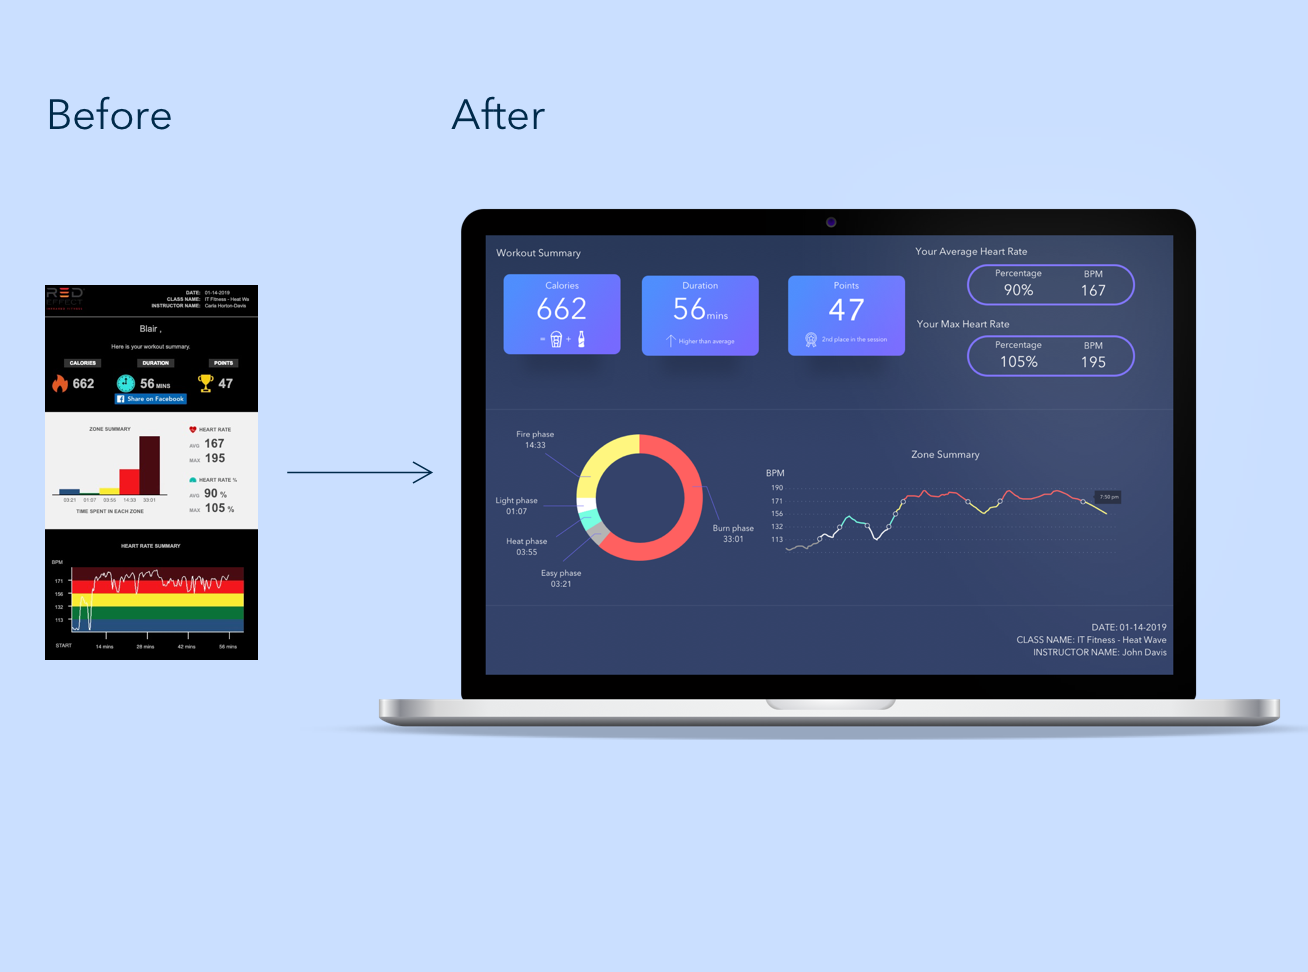 Before
After
RED
EFFECT
DATE: 01-14-2019
CLASS NAME: IT Fitness - Heat Wa
INSTRUCTOR NAME: Carle Horton-Davis
Blair ,
Here is your workout summary.
CALORIES
DURATION
POINTS
662
56 MINS
47
Share on Facebook
ZONE SUMMARY
03:21 01:07 03:55 14:33 33:01
TIME SPENT IN EACH ZONE
HEART RATE
AVG 167
MAX 195
HEART RATE %
AVG 90 %
MAX 105 %
HEART RATE SUMMARY
BPM
171
156
132
113
START 14 mins 28 mins 42 mins 56 mins
Workout Summary
Calories
662
= +
Duration
56mins
Higher than average
Points
47
2nd place in the session
Your Average Heart Rate
Percentage BPM
90% 167
Your Max Heart Rate
Percentage BPM
105% 195
Fire phase
14:33
Light phase
01:07
Heat phase
03:55
Easy phase
03:21
Burn phase
33:01
Zone Summary
BPM
190
171
156
132
113
7:50 pm
DATE: 01-14-2019
CLASS NAME: IT Fitness - Heat Wave
INSTRUCTOR NAME: John Davis